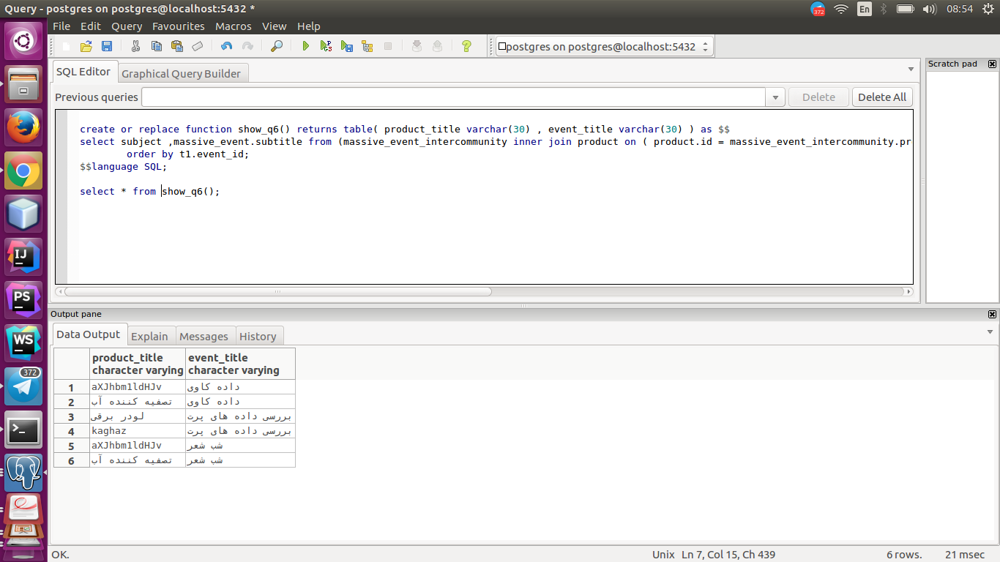 Query - postgres on postgres@localhost:5432 *
372
En
08:54
File Edit Query Favourites Macros View Help
postgres on postgres@localhost:5432
SQL Editor
Graphical Query Builder
Scratch pad
Previous queries
Delete
Delete All
create or replace function show_q6() returns table( product_title varchar(30) , event_title varchar(30) ) as $$
select subject ,massive_event.subtitle from (massive_event_intercommunity inner join product on ( product.id = massive_event_intercommunity.pr
order by t1.event_id;
$$language SQL;
select * from show_q6();
Output pane
Data Output
Explain
Messages
History
product_title event_title
character varying character varying
1 aXJhbm1ldHJv داده کاوی
2 تصفیه کننده آب داده کاوی
3 لودر برقی بررسی داده های پرت
4 kaghaz بررسی داده های پرت
5 aXJhbm1ldHJv شب شعر
6 تصفیه کننده آب شب شعر
IJ
PS
WS
372
OK.
Unix Ln 7, Col 15, Ch 439
6 rows.
21 msec